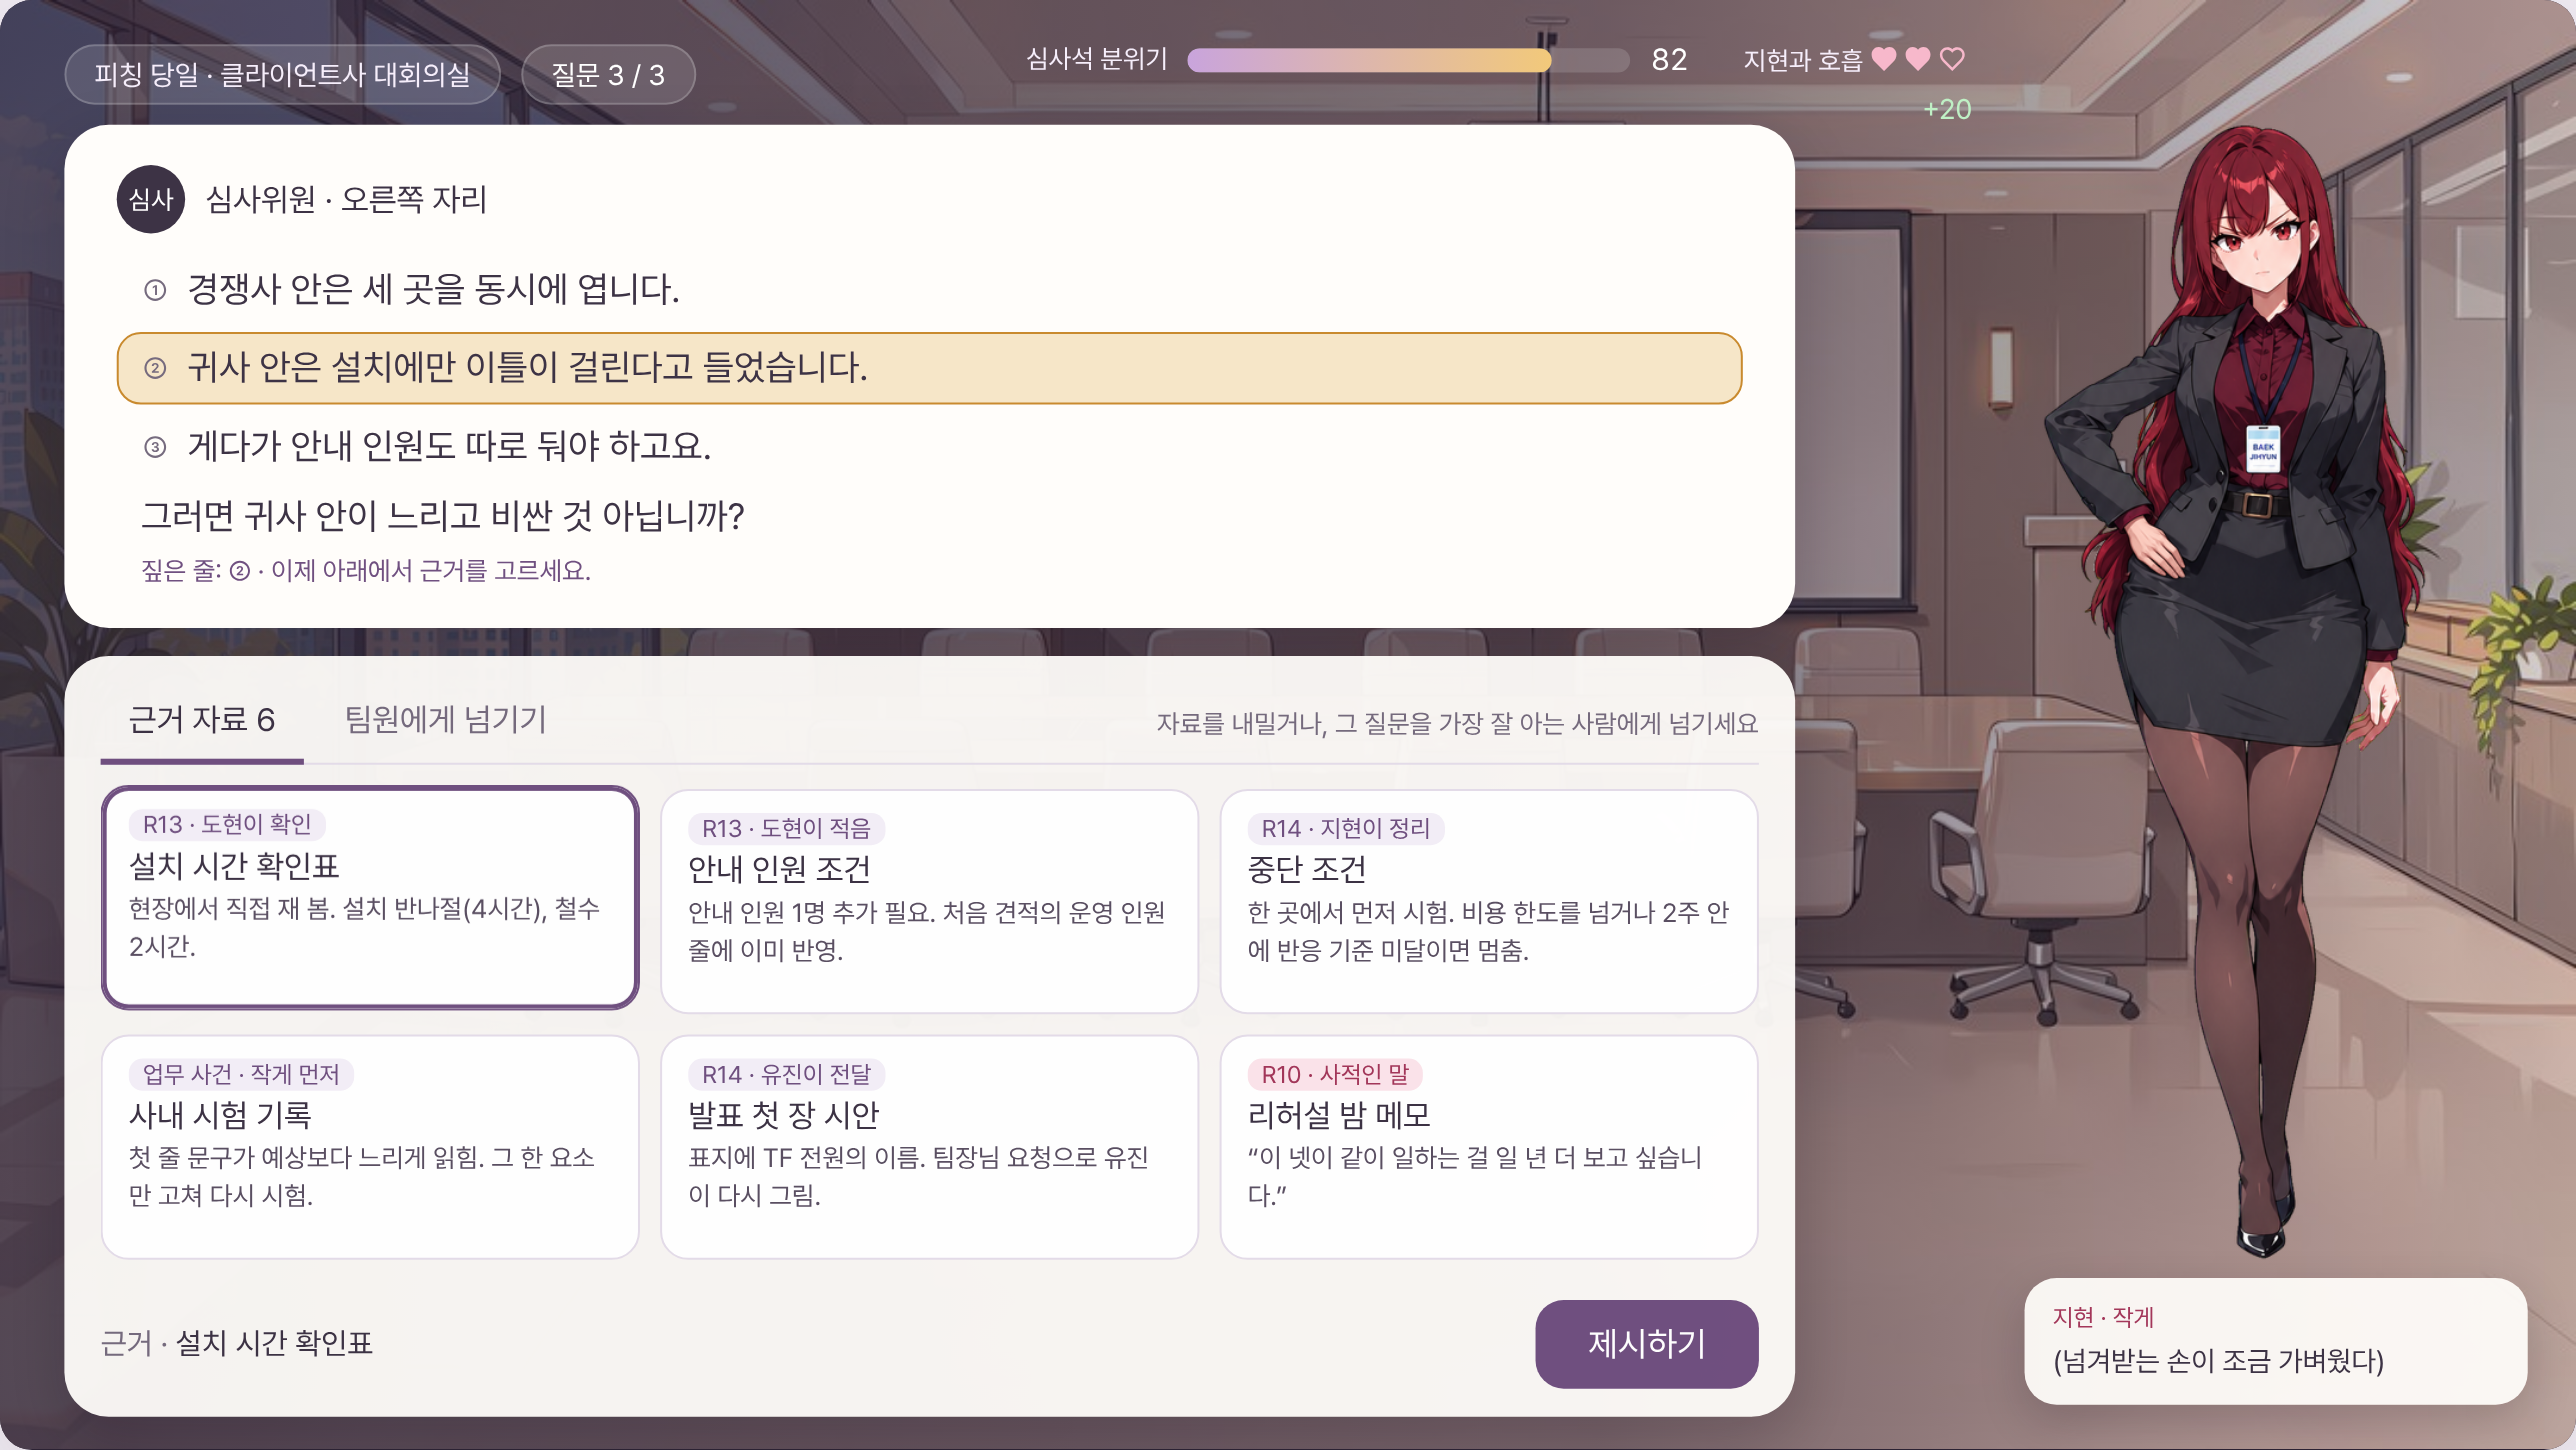 피칭 당일 · 클라이언트사 대회의실
질문 3 / 3
심사석 분위기
82
지현과 호흡
+20
심사
심사위원 · 오른쪽 자리
① 경쟁사 안은 세 곳을 동시에 엽니다.
② 귀사 안은 설치에만 이틀이 걸린다고 들었습니다.
③ 게다가 안내 인원도 따로 둬야 하고요.
그러면 귀사 안이 느리고 비싼 것 아닙니까?
짚은 줄: ② · 이제 아래에서 근거를 고르세요.
BAEK
JIHYUN
근거 자료 6
팀원에게 넘기기
자료를 내밀거나, 그 질문을 가장 잘 아는 사람에게 넘기세요
R13 · 도현이 확인
설치 시간 확인표
현장에서 직접 재 봄. 설치 반나절(4시간), 철수
2시간.
R13 · 도현이 적음
안내 인원 조건
안내 인원 1명 추가 필요. 처음 견적의 운영 인원
줄에 이미 반영.
R14 · 지현이 정리
중단 조건
한 곳에서 먼저 시험. 비용 한도를 넘거나 2주 안
에 반응 기준 미달이면 멈춤.
업무 사건 · 작게 먼저
사내 시험 기록
첫 줄 문구가 예상보다 느리게 읽힘. 그 한 요소
만 고쳐 다시 시험.
R14 · 유진이 전달
발표 첫 장 시안
표지에 TF 전원의 이름. 팀장님 요청으로 유진
이 다시 그림.
R10 · 사적인 말
리허설 밤 메모
“이 넷이 같이 일하는 걸 일 년 더 보고 싶습니
다.”
근거 · 설치 시간 확인표
제시하기
지현 · 작게
(넘겨받는 손이 조금 가벼웠다)